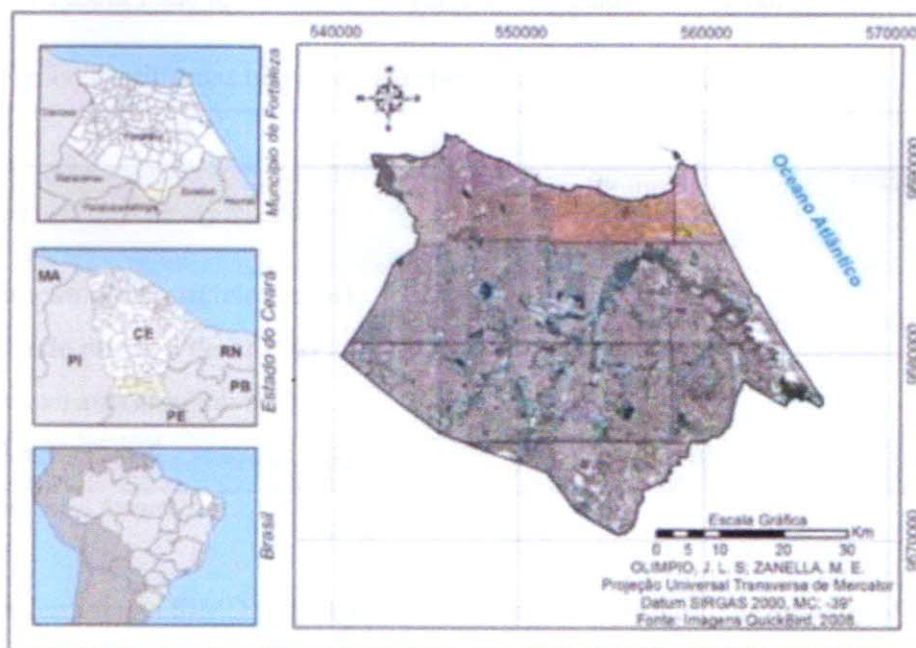 540000 550000 560000 570000
Município de Fortaleza
Fortaleza
Oceano Atlântico
MA
CE
PI
RN
PB
PE
Estado do Ceará
Brasil
9570000
Escala Gráfica
0 5 10 20 30 Km
OLIMPIO, J. L. S; ZANELLA. M. E.
Projeção Universal Transversa de Mercator
Datum SIRGAS 2000, MC: -39°
Fonte: Imagens QuickBird, 2008.